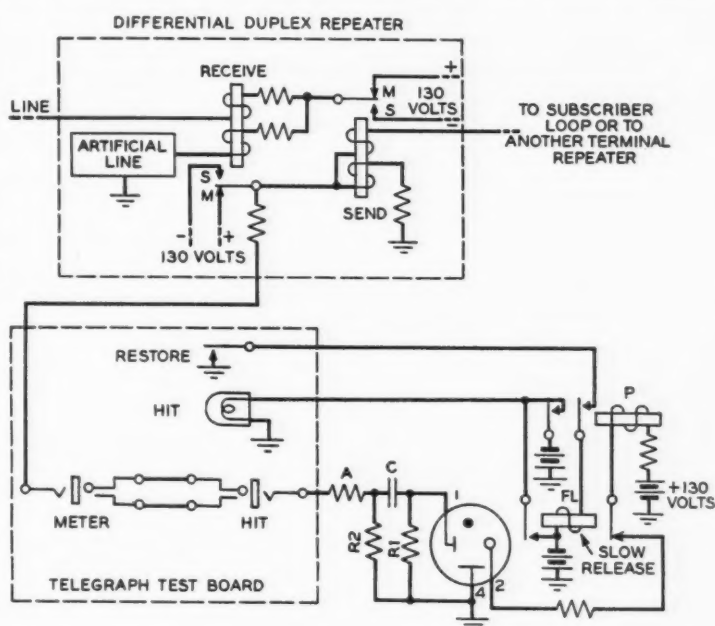 DIFFERENTIAL DUPLEX REPEATER
RECEIVE
LINE
ARTIFICIAL
LINE
S
M
-
+
130 VOLTS
M
S
+
130
VOLTS
-
SEND
TO SUBSCRIBER
LOOP OR TO
ANOTHER TERMINAL
REPEATER
RESTORE
HIT
METER
HIT
TELEGRAPH TEST BOARD
A
C
R2
R1
1
4
2
P
+130
VOLTS
FL
SLOW
RELEASE